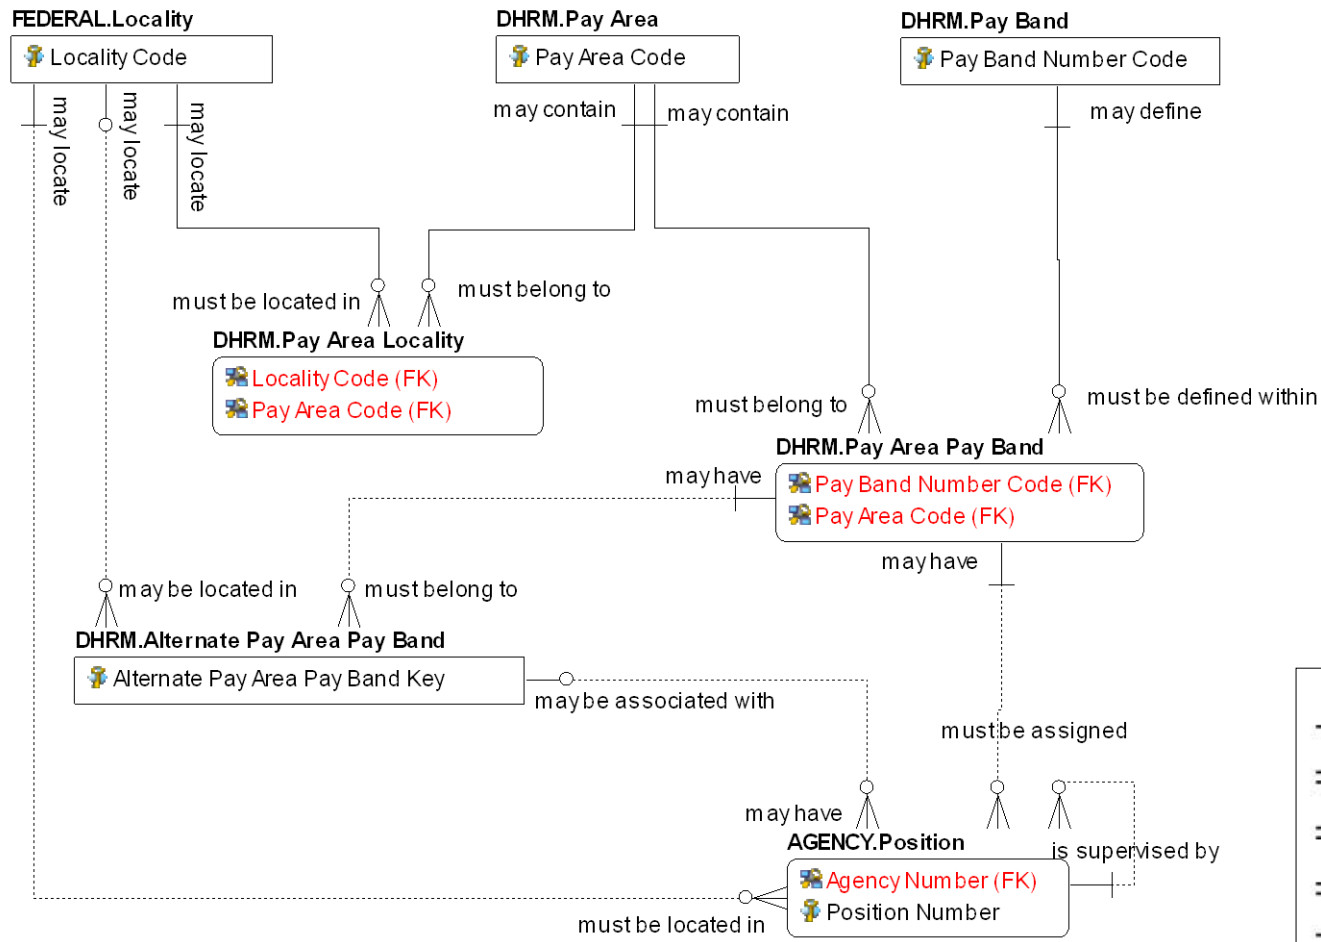 FEDERAL.Locality
Locality Code
DHRM.Pay Area
Pay Area Code
DHRM.Pay Band
Pay Band Number Code
may locate
may locate
may locate
may contain
may contain
may define
must be located in
must belong to
DHRM.Pay Area Locality
Locality Code (FK)
Pay Area Code (FK)
must belong to
must be defined within
DHRM.Pay Area Pay Band
Pay Band Number Code (FK)
Pay Area Code (FK)
may have
may have
may be located in
must belong to
DHRM.Alternate Pay Area Pay Band
Alternate Pay Area Pay Band Key
may be associated with
must be assigned
may have
is supervised by
AGENCY.Position
Agency Number (FK)
Position Number
must be located in